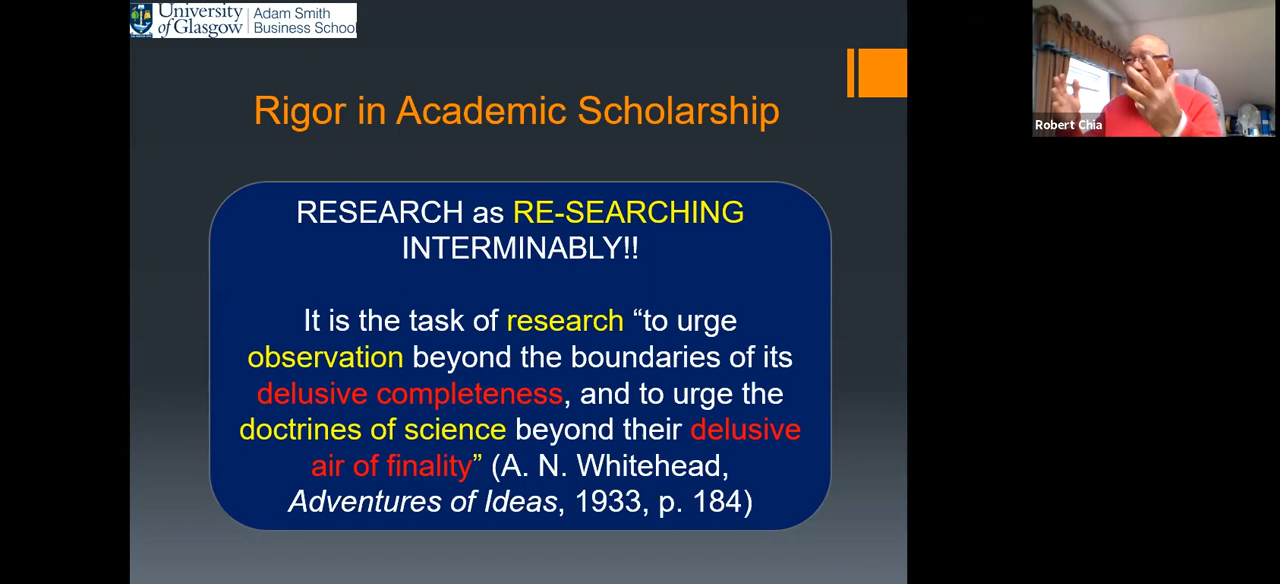 University of Glasgow
Adam Smith Business School
Robert Chia
Rigor in Academic Scholarship
RESEARCH as RE-SEARCHING
INTERMINABLY!!
It is the task of research “to urge
observation beyond the boundaries of its
delusive completeness, and to urge the
doctrines of science beyond their delusive
air of finality” (A. N. Whitehead,
Adventures of Ideas, 1933, p. 184)